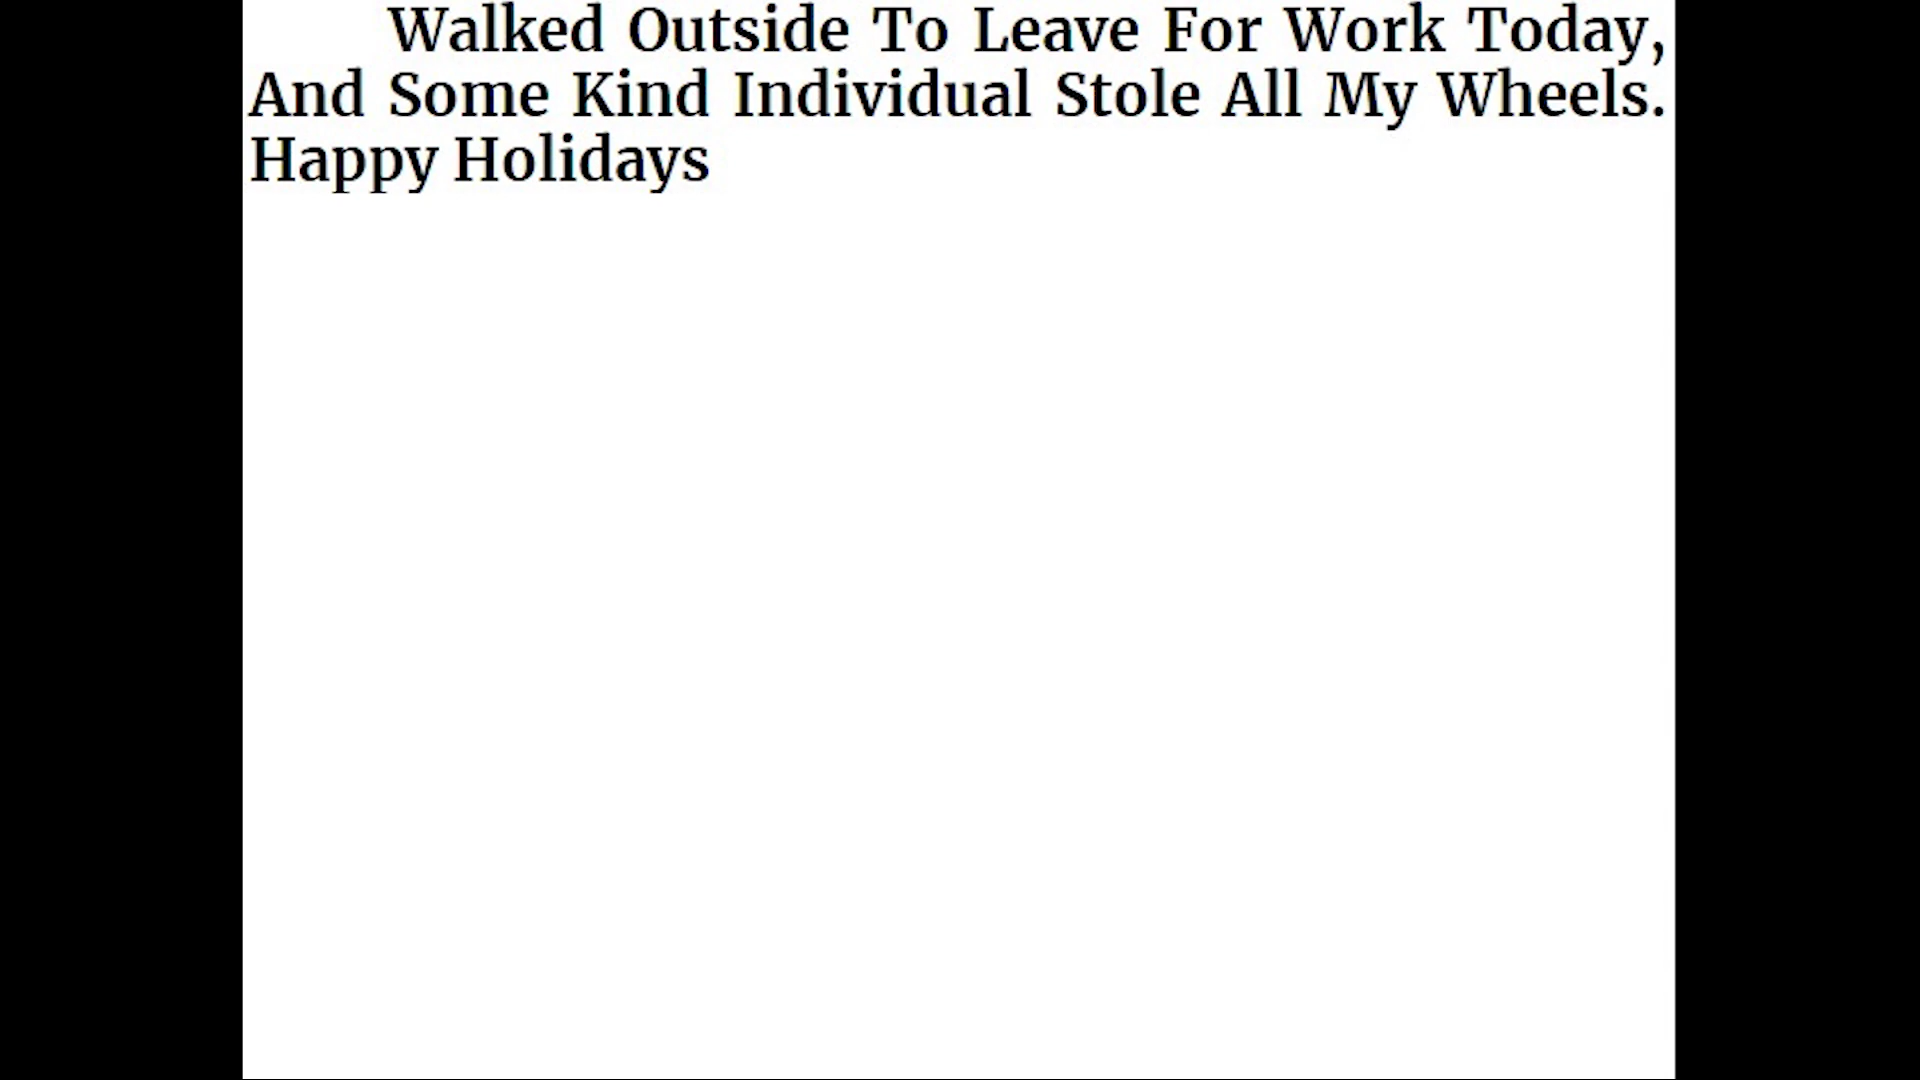 Walked Outside To Leave For Work Today,
And Some Kind Individual Stole All My Wheels.
Happy Holidays